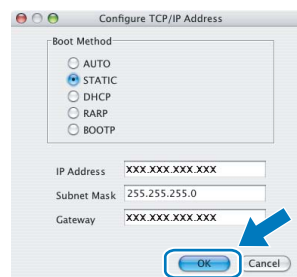 Configure TCP/IP Address
Boot Method
AUTO
STATIC
DHCP
RARP
BOOTP
IP Address XXX.XXX.XXX.XXX
Subnet Mask 255.255.255.0
Gateway XXX.XXX.XXX.XXX
OK Cancel